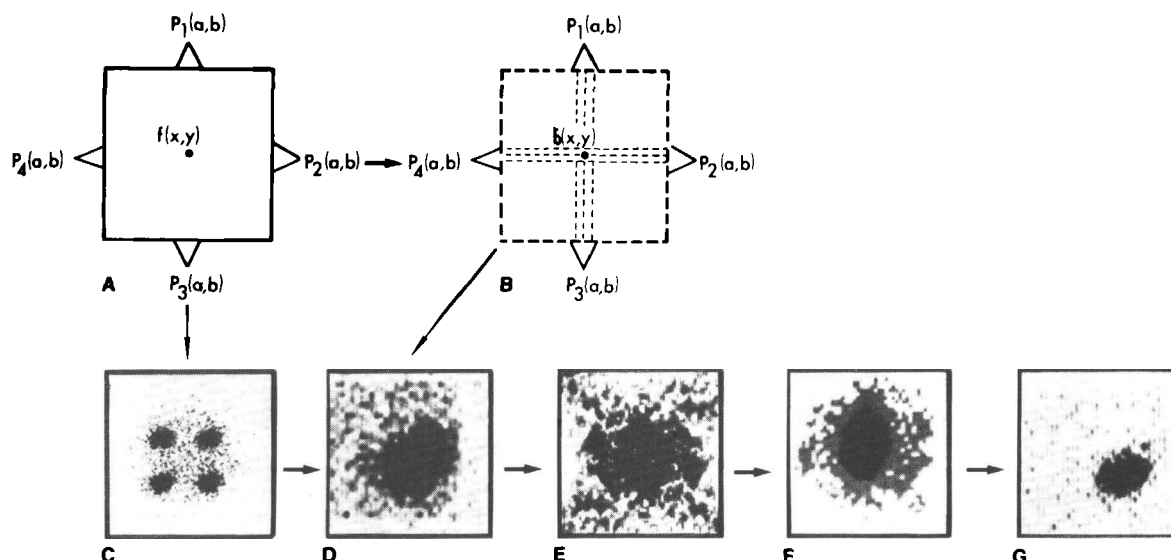 P1(a,b)
P1(a,b)
f(x,y)
P4(a,b)
P2(a,b)
P4(a,b)
(x,y)
P2(a,b)
A
P3(a,b)
B
P3(a,b)
C
D
E
F
G